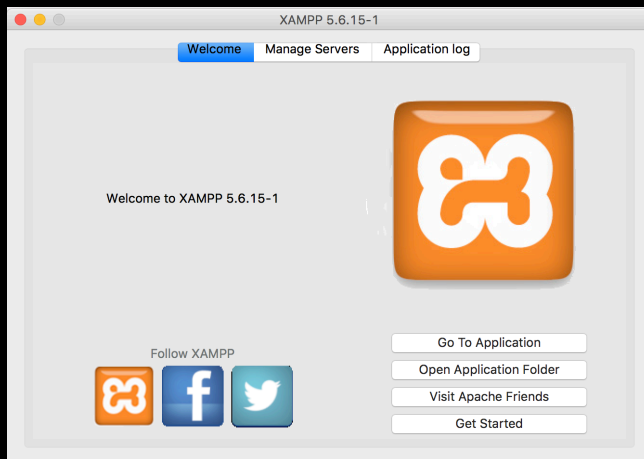 XAMPP 5.6.15-1
Welcome
Manage Servers
Application log
Welcome to XAMPP 5.6.15-1
Follow XAMPP
Go To Application
Open Application Folder
Visit Apache Friends
Get Started